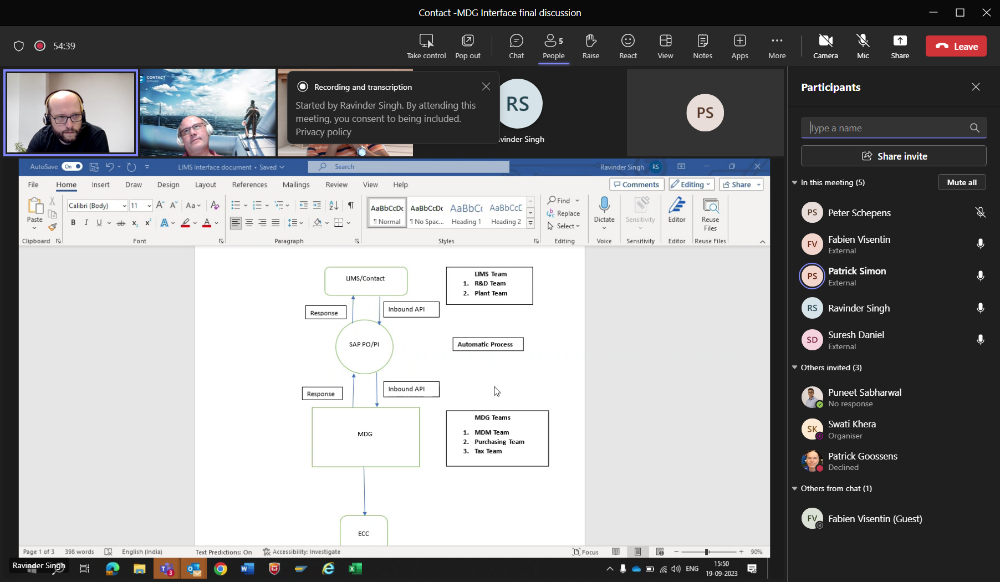 Contact -MDG Interface final discussion
54:39
Take control
Pop out
Chat
5
People
Raise
React
View
Notes
Apps
More
Camera
Mic
Share
Leave
CONTACT
Software
Recording and transcription
Started by Ravinder Singh. By attending this
meeting, you consent to being included.
Privacy policy
RS
vinder Singh
PS
Participants
Type a name
Share invite
In this meeting (5)
Mute all
PS
Peter Schepens
FV
Fabien Visentin
External
PS
Patrick Simon
External
RS
Ravinder Singh
SD
Suresh Daniel
External
Others invited (3)
Puneet Sabharwal
No response
SK
Swati Khera
Organiser
Patrick Goossens
Declined
Others from chat (1)
FV
Fabien Visentin (Guest)
AutoSave
On
LIMS Interface document • Saved
Search
Ravinder Singh
RS
File
Home
Insert
Draw
Design
Layout
References
Mailings
Review
View
Help
Comments
Editing
Share
Paste
Clipboard
Calibri (Body)
11
Aa
B I U ab x₂ x²
A
A
Font
Paragraph
AaBbCcDc
¶ Normal
AaBbCcDc
¶ No Spac...
AaBbCc
Heading 1
AaBbCcC
Heading 2
Styles
Find
Replace
Select
Editing
Dictate
Voice
Sensitivity
Sensitivity
Editor
Editor
Reuse
Files
Reuse Files
LIMS/Contact
LIMS Team
1. R&D Team
2. Plant Team
Response
Inbound API
SAP PO/PI
Automatic Process
Response
Inbound API
MDG
MDG Teams
1. MDM Team
2. Purchasing Team
3. Tax Team
ECC
Page 1 of 3
398 words
English (India)
Text Predictions: On
Accessibility: Investigate
Focus
90%
Ravinder Singh
3
ENG
15:50
19-09-2023